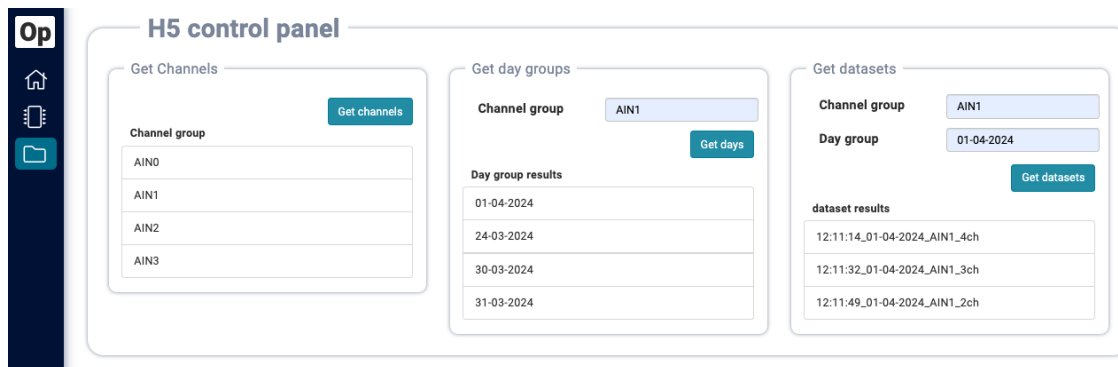 Op
H5 control panel
Get Channels
Get channels
Channel group
AIN0
AIN1
AIN2
AIN3
Get day groups
Channel group
AIN1
Get days
Day group results
01-04-2024
24-03-2024
30-03-2024
31-03-2024
Get datasets
Channel group
AIN1
Day group
01-04-2024
Get datasets
dataset results
12:11:14_01-04-2024_AIN1_4ch
12:11:32_01-04-2024_AIN1_3ch
12:11:49_01-04-2024_AIN1_2ch